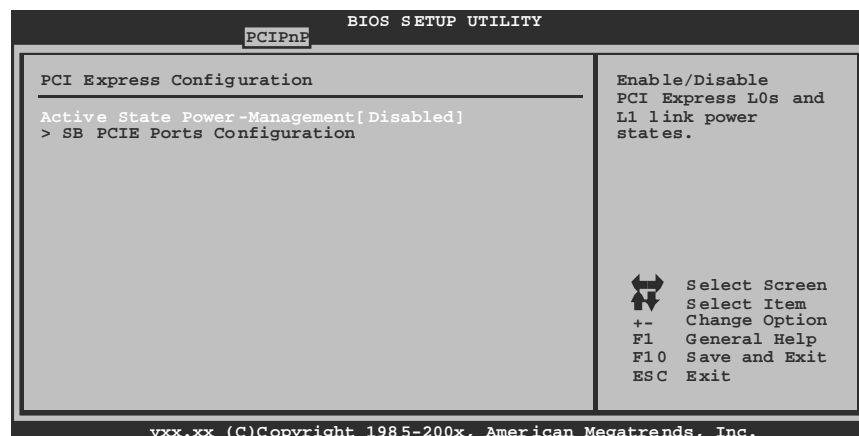 BIOS SETUP UTILITY
PCIPnP
PCI Express Configuration
Active State Power-Management[Disabled]
> SB PCIE Ports Configuration
Enable/Disable
PCI Express L0s and
L1 link power
states.
Select Screen
Select Item
+- Change Option
F1 General Help
F10 Save and Exit
ESC Exit
vxx.xx (C)Copyright 1985-200x, American Megatrends, Inc.